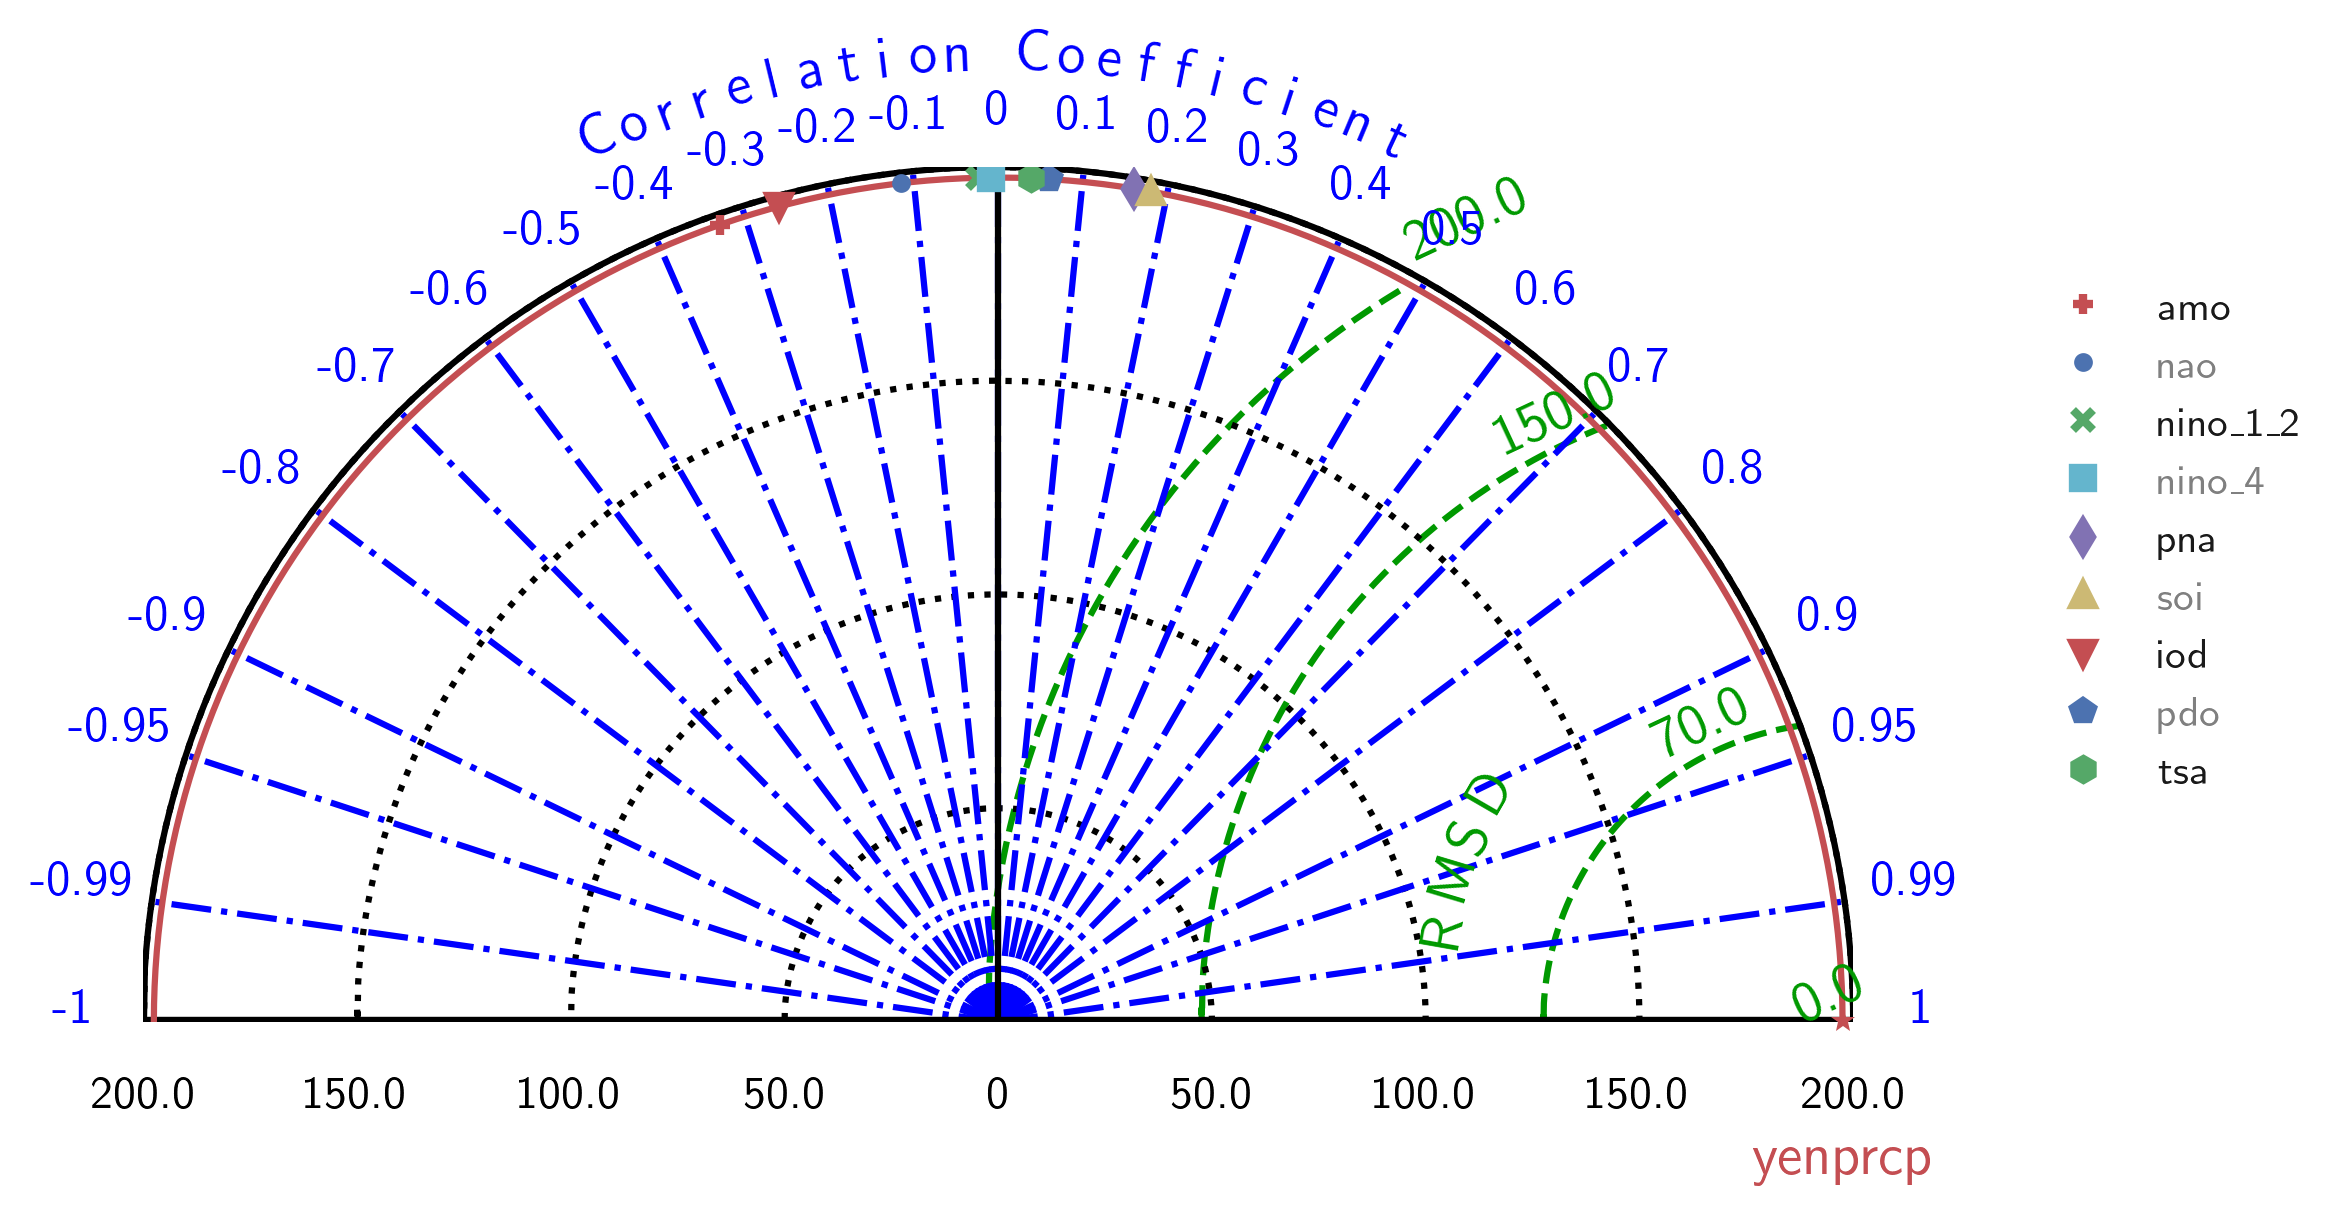 Correlation Coefficient
-1
-0.99
-0.95
-0.9
-0.8
-0.7
-0.6
-0.5
-0.4
-0.3
-0.2
-0.1
0
0.1
0.2
0.3
0.4
0.5
0.6
0.7
0.8
0.9
0.95
0.99
1
200.0
150.0
70.0
0.0
RMSD
200.0 150.0 100.0 50.0 0 50.0 100.0 150.0 200.0
yenprcp
amo
nao
nino_1_2
nino_4
pna
soi
iod
pdo
tsa